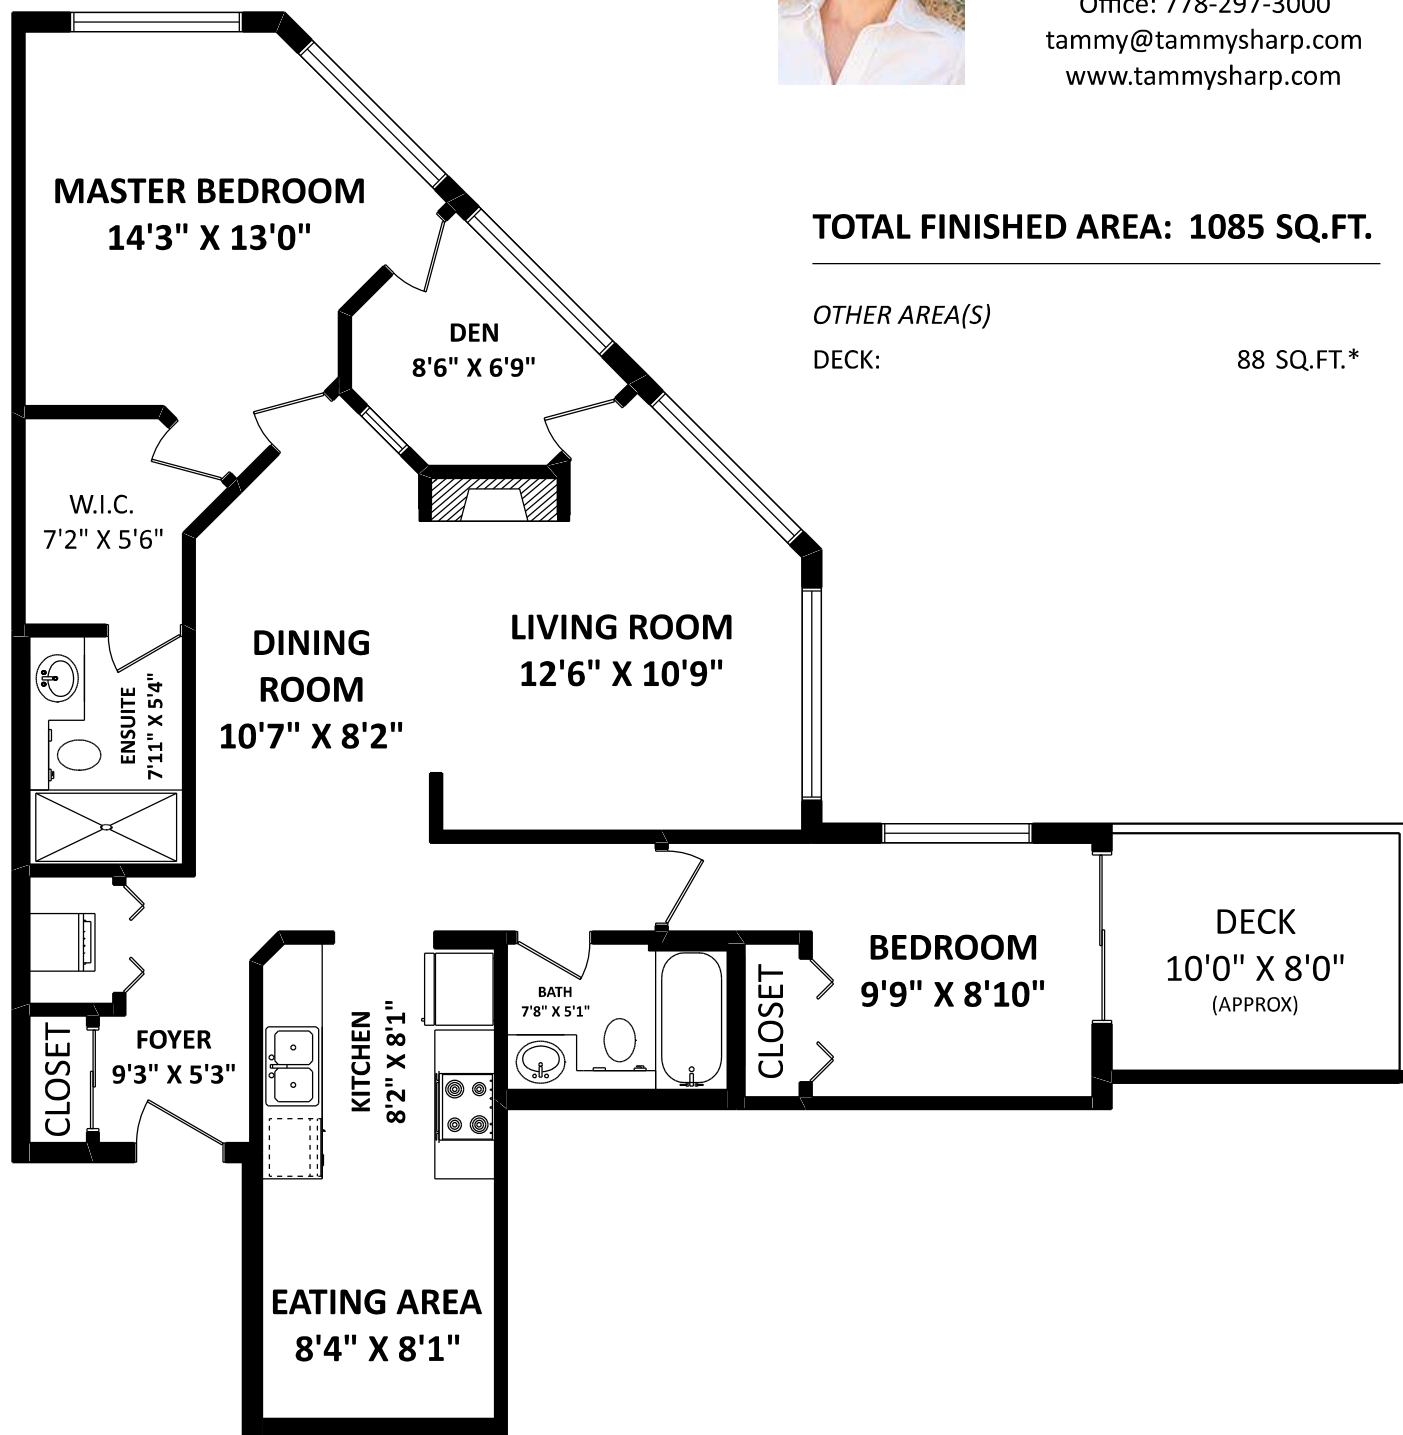 Office: 778-297-3000
tammy@tammysharp.com
www.tammysharp.com
MASTER BEDROOM
14'3" X 13'0"
TOTAL FINISHED AREA: 1085 SQ.FT.
OTHER AREA(S)
DECK: 88 SQ.FT.*
DEN
8'6" X 6'9"
W.I.C.
7'2" X 5'6"
DINING
ROOM
10'7" X 8'2"
LIVING ROOM
12'6" X 10'9"
ENSUITE
7'11" X 5'4"
DECK
10'0" X 8'0"
(APPROX)
BEDROOM
9'9" X 8'10"
CLOSET
BATH
7'8" X 5'1"
KITCHEN
8'2" X 8'1"
FOYER
9'3" X 5'3"
CLOSET
EATING AREA
8'4" X 8'1"